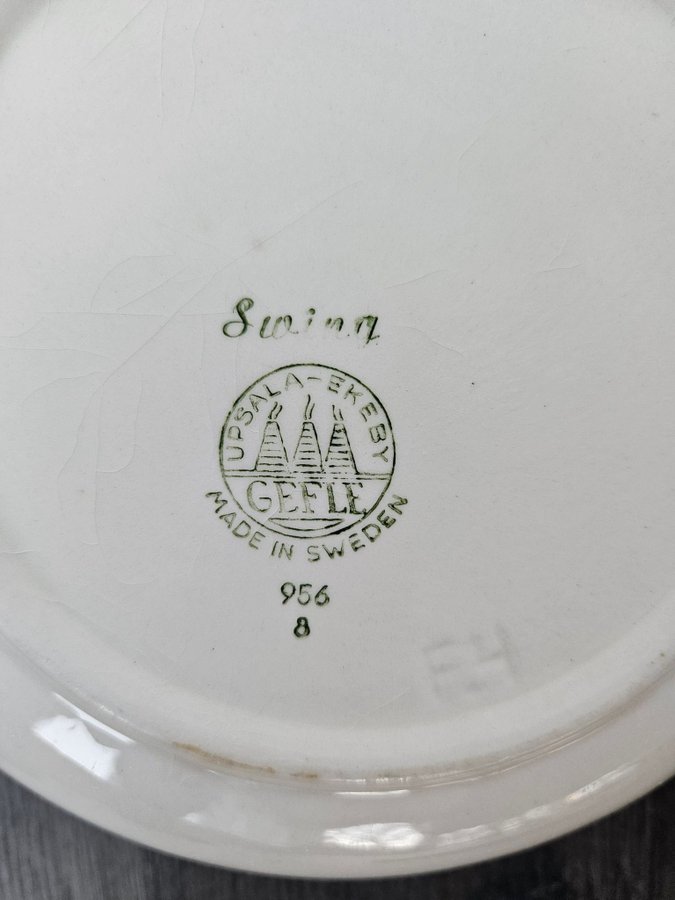 Swing
UPSALA-EKEBY
GEFLE
MADE IN SWEDEN
956
8